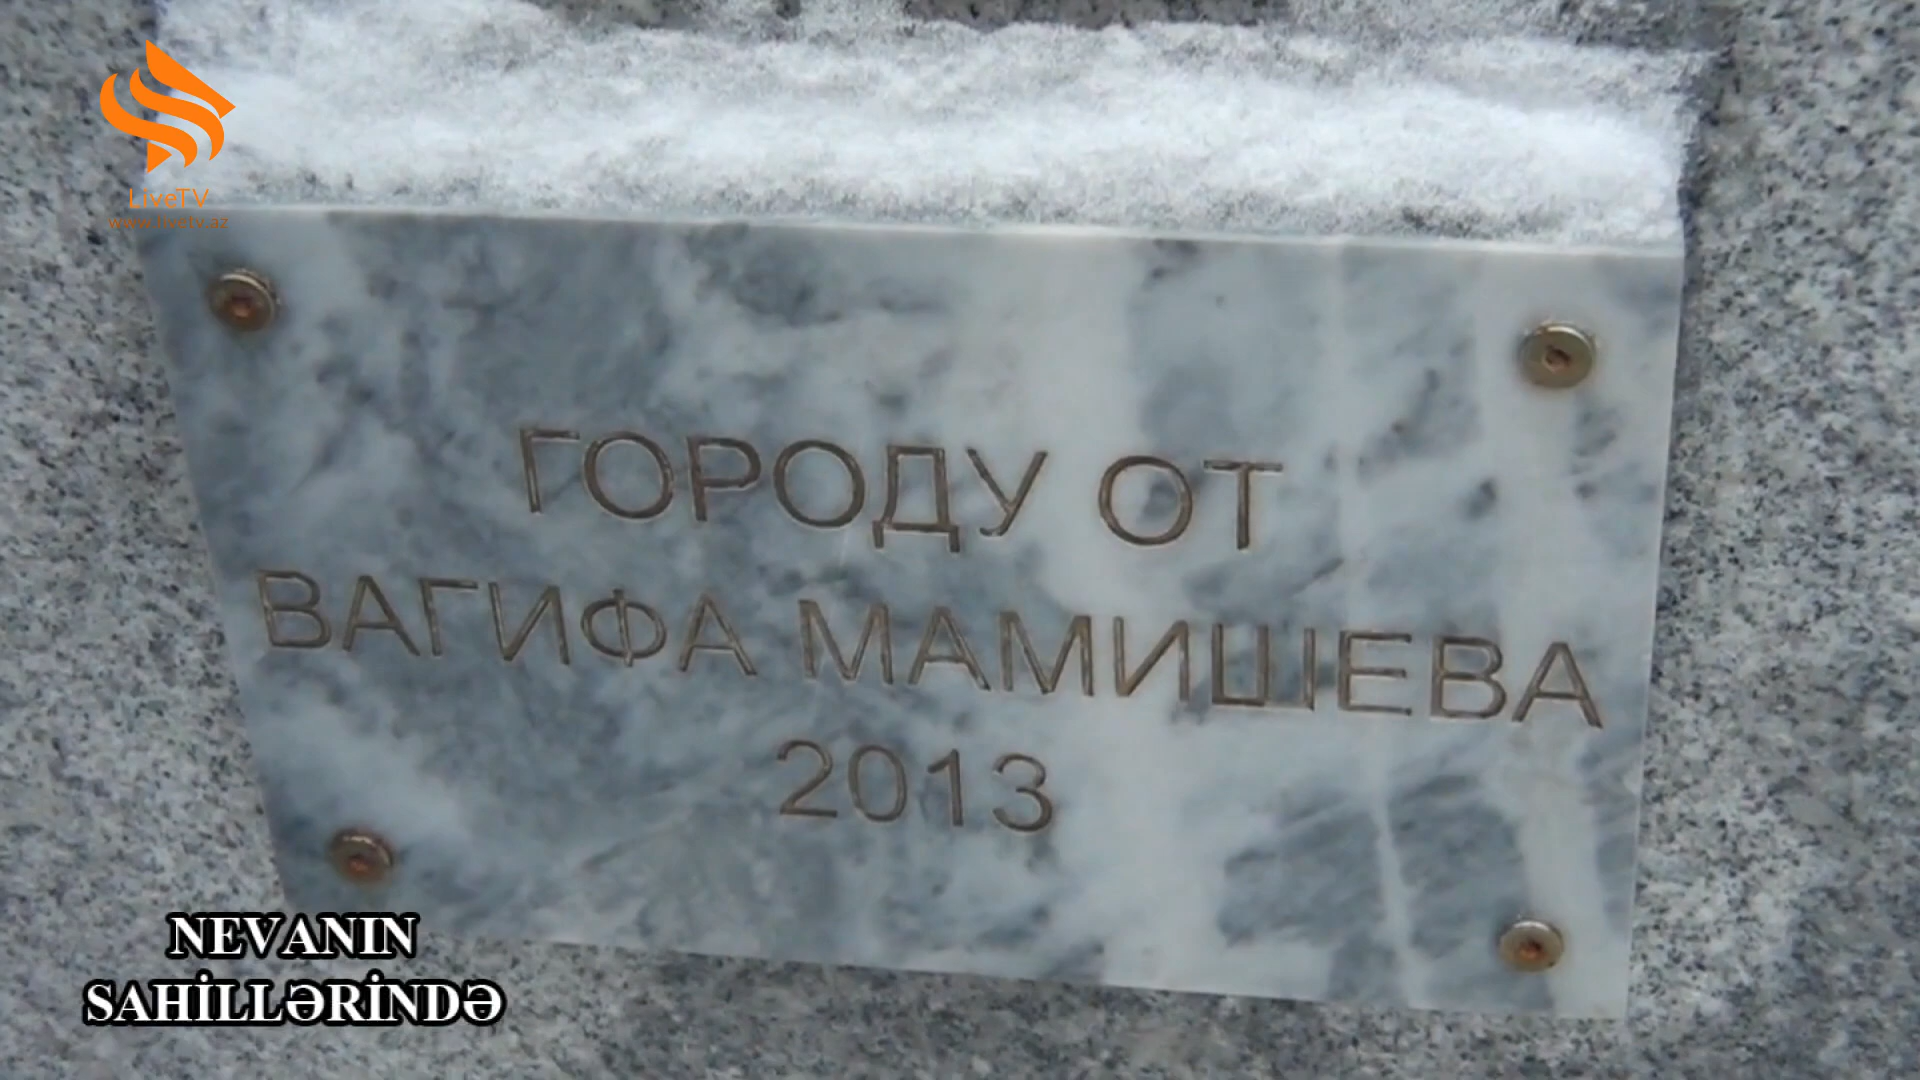 LiveTV
www.livetv.az
ГОРОДУ ОТ
ВАГИФА МАМИШЕВА
2013
NEVANIN
SAHİLLƏRİNDƏ